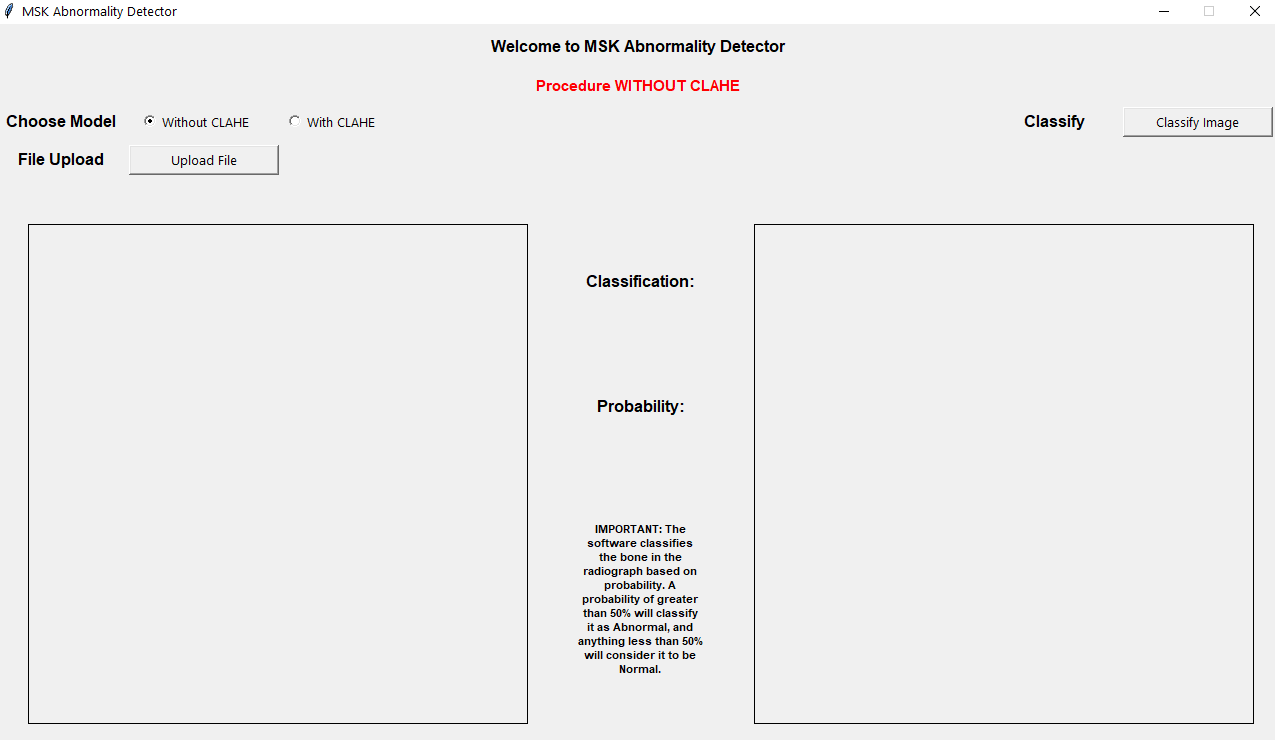 MSK Abnormality Detector
Welcome to MSK Abnormality Detector
Procedure WITHOUT CLAHE
Choose Model Without CLAHE With CLAHE Classify Classify Image
File Upload Upload File
Classification:
Probability:
IMPORTANT: The
software classifies
the bone in the
radiograph based on
probability. A
probability of greater
than 50% will classify
it as Abnormal, and
anything less than 50%
will consider it to be
Normal.